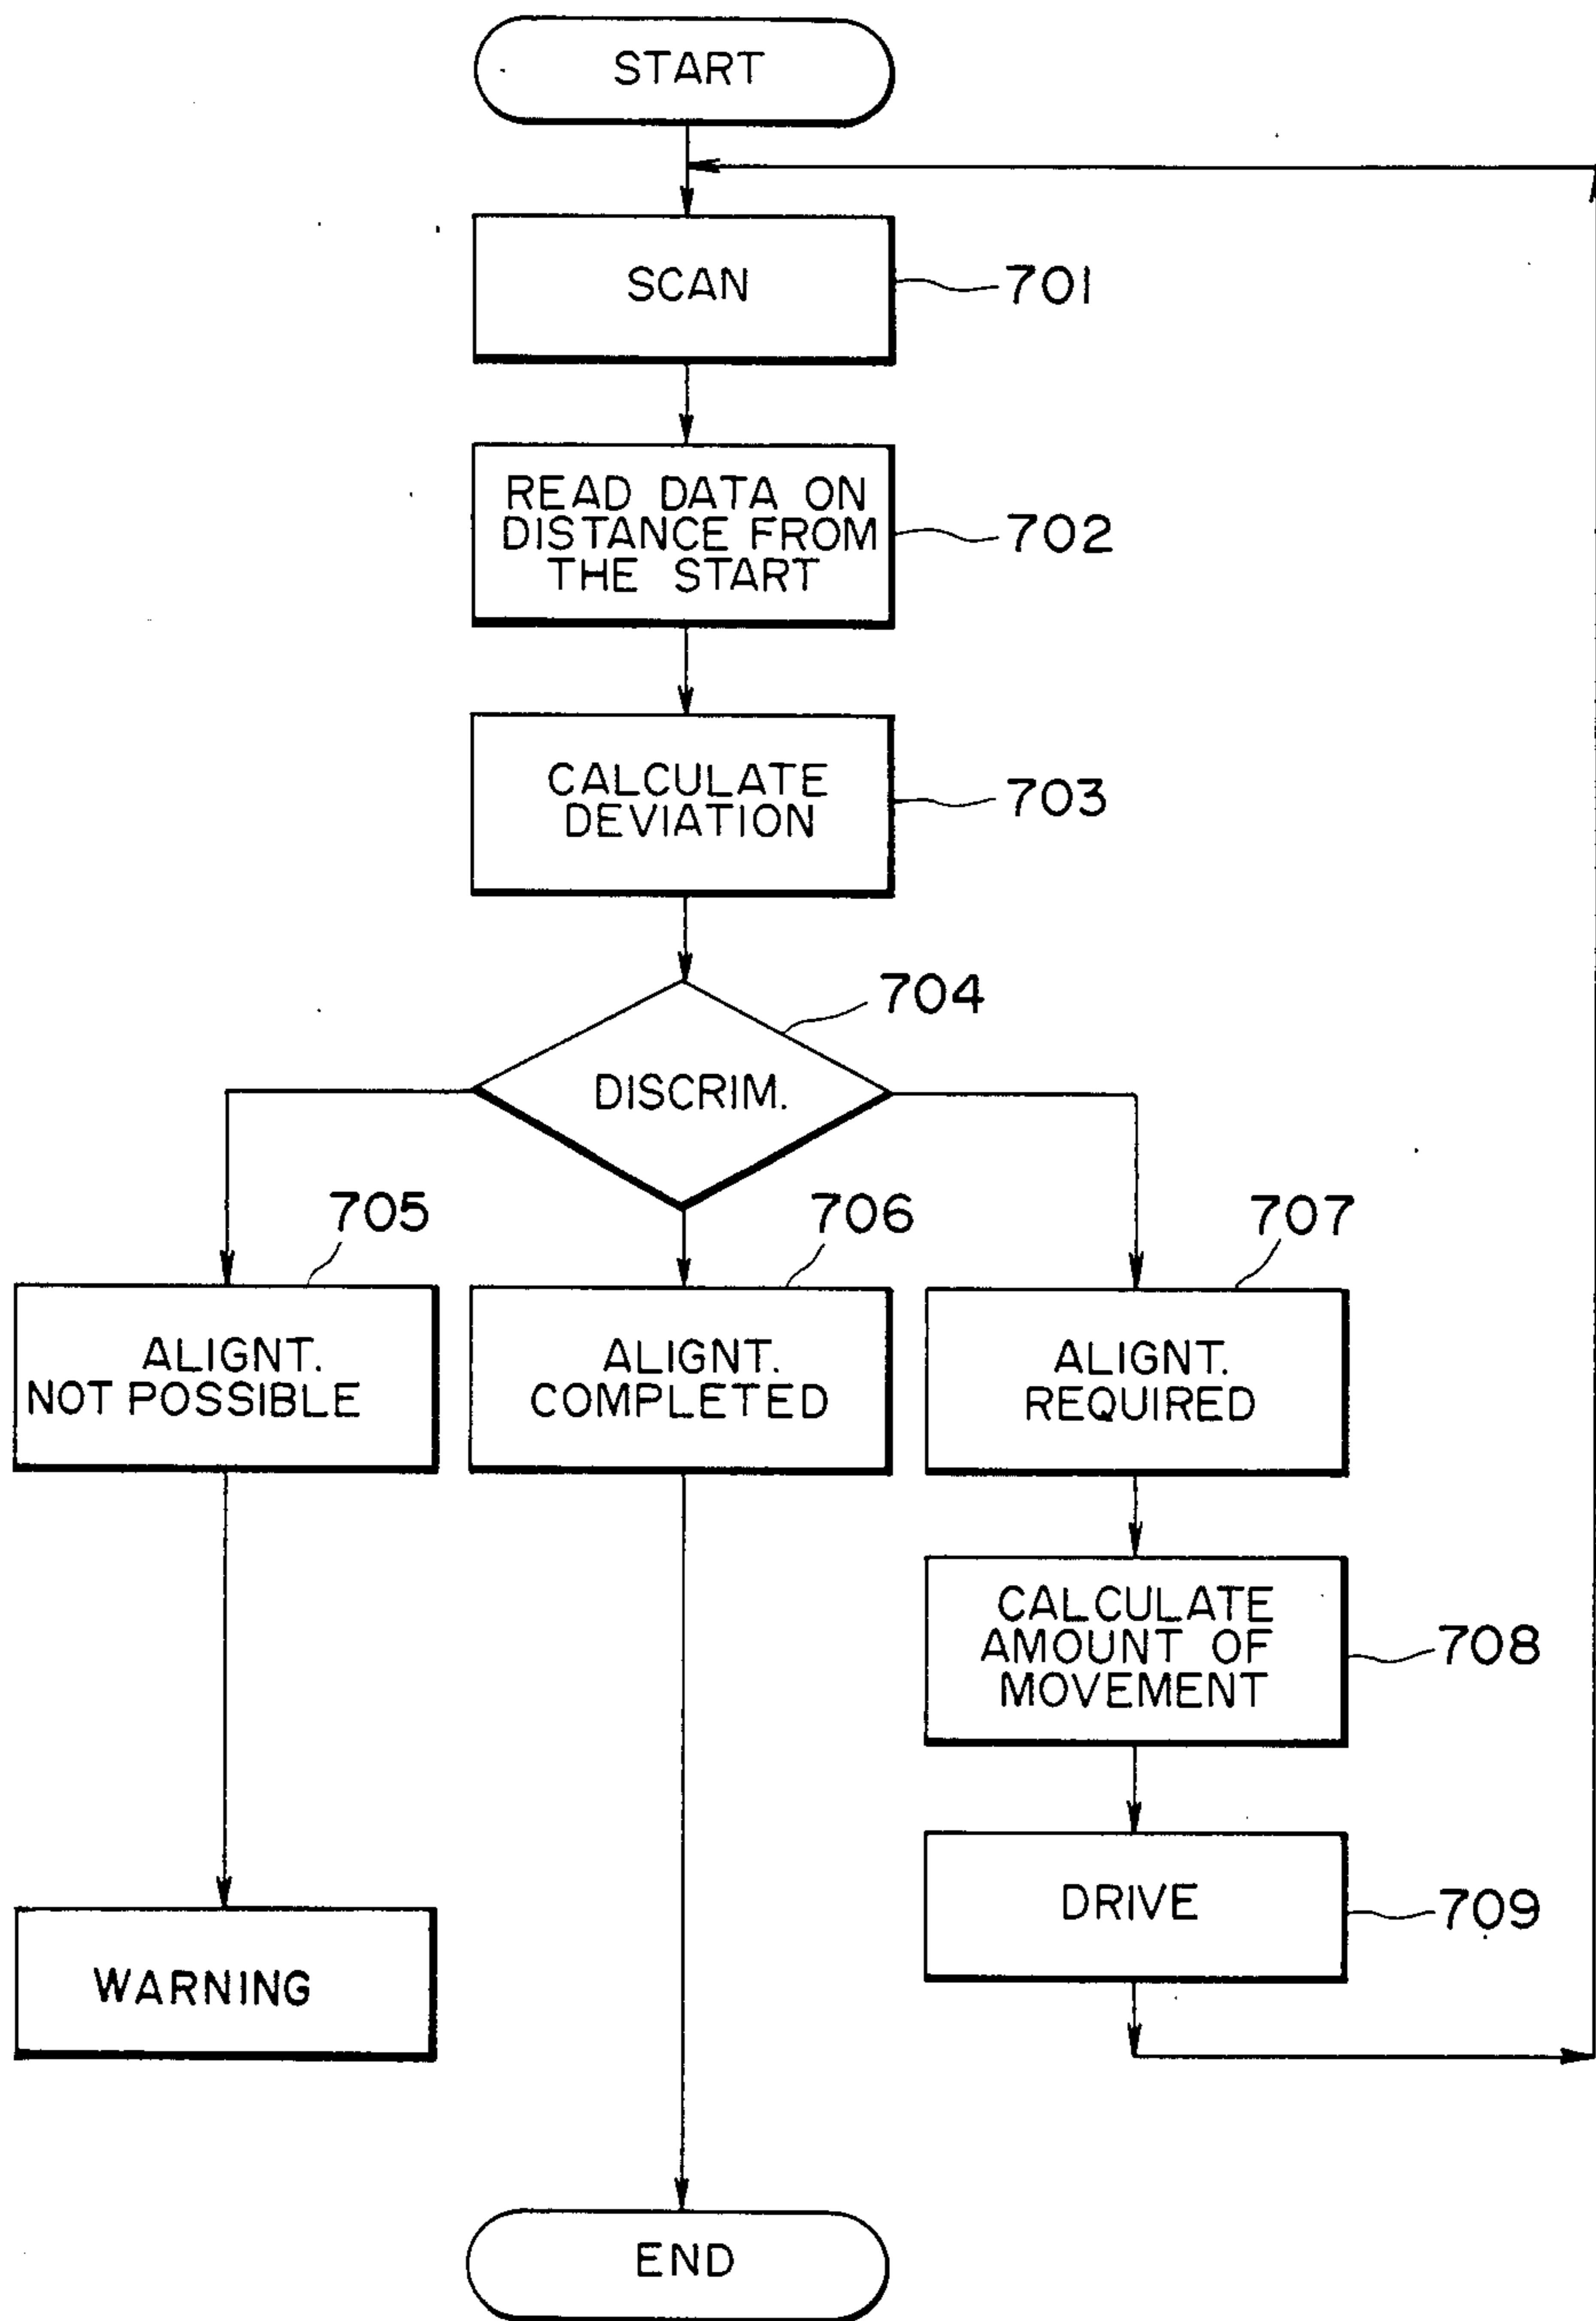 START
SCAN
701
READ DATA ON
DISTANCE FROM
THE START
702
CALCULATE
DEVIATION
703
704
DISCRIM.
705
706
707
ALIGNT.
NOT POSSIBLE
ALIGNT.
COMPLETED
ALIGNT.
REQUIRED
CALCULATE
AMOUNT OF
MOVEMENT
708
DRIVE
709
WARNING
END